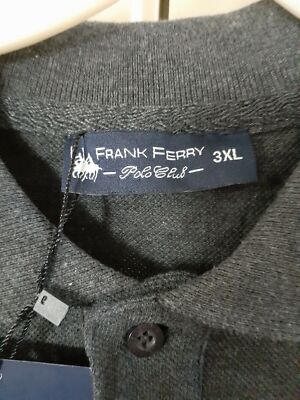 FRANK FERRY 3XL
— Polo Club —